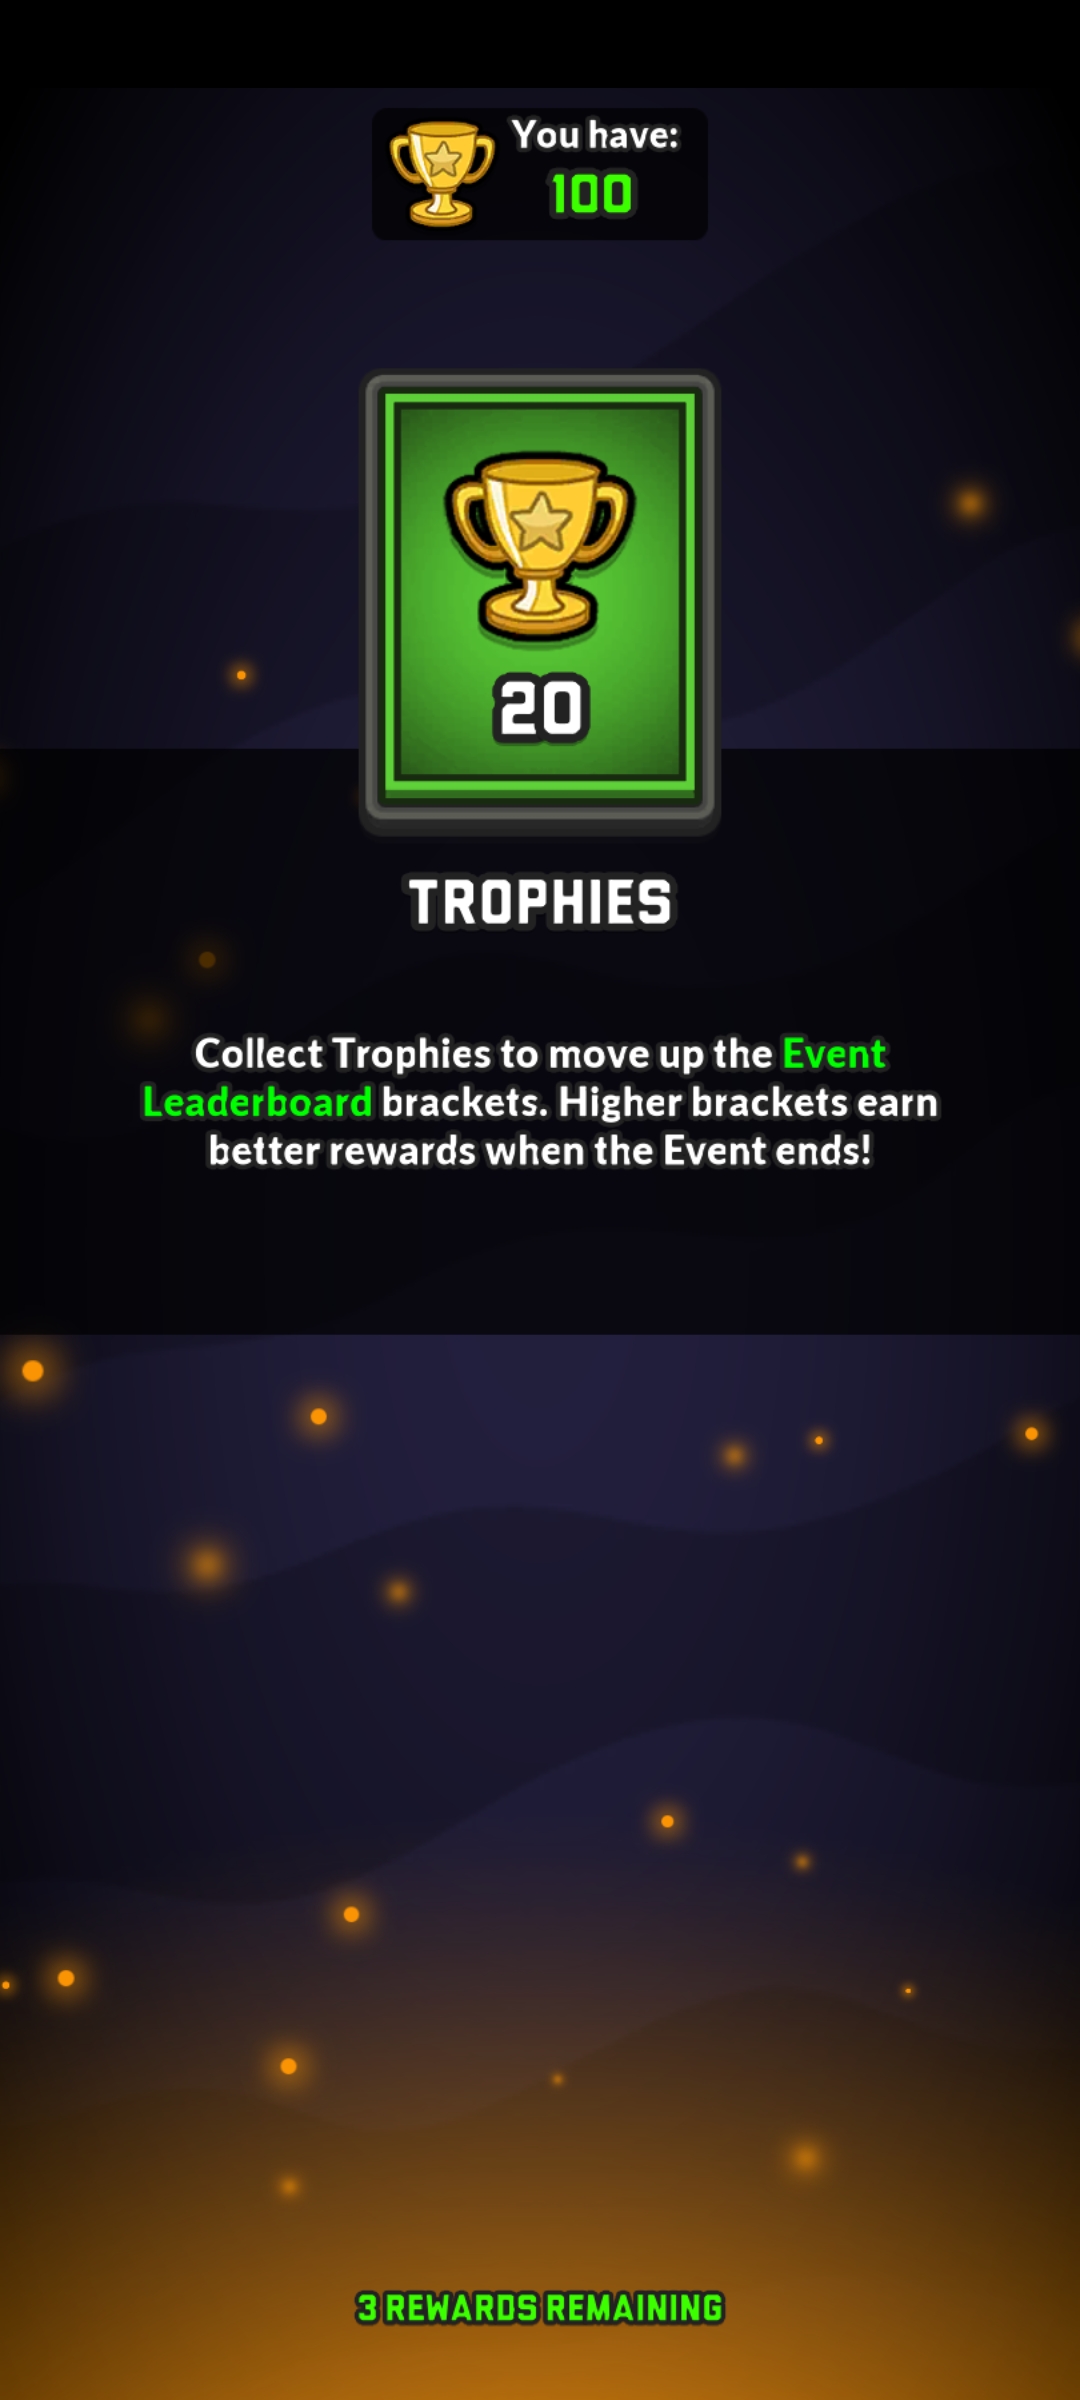 You have:
100
20
TROPHIES
Collect Trophies to move up the Event
Leaderboard brackets. Higher brackets earn
better rewards when the Event ends!
3 REWARDS REMAINING